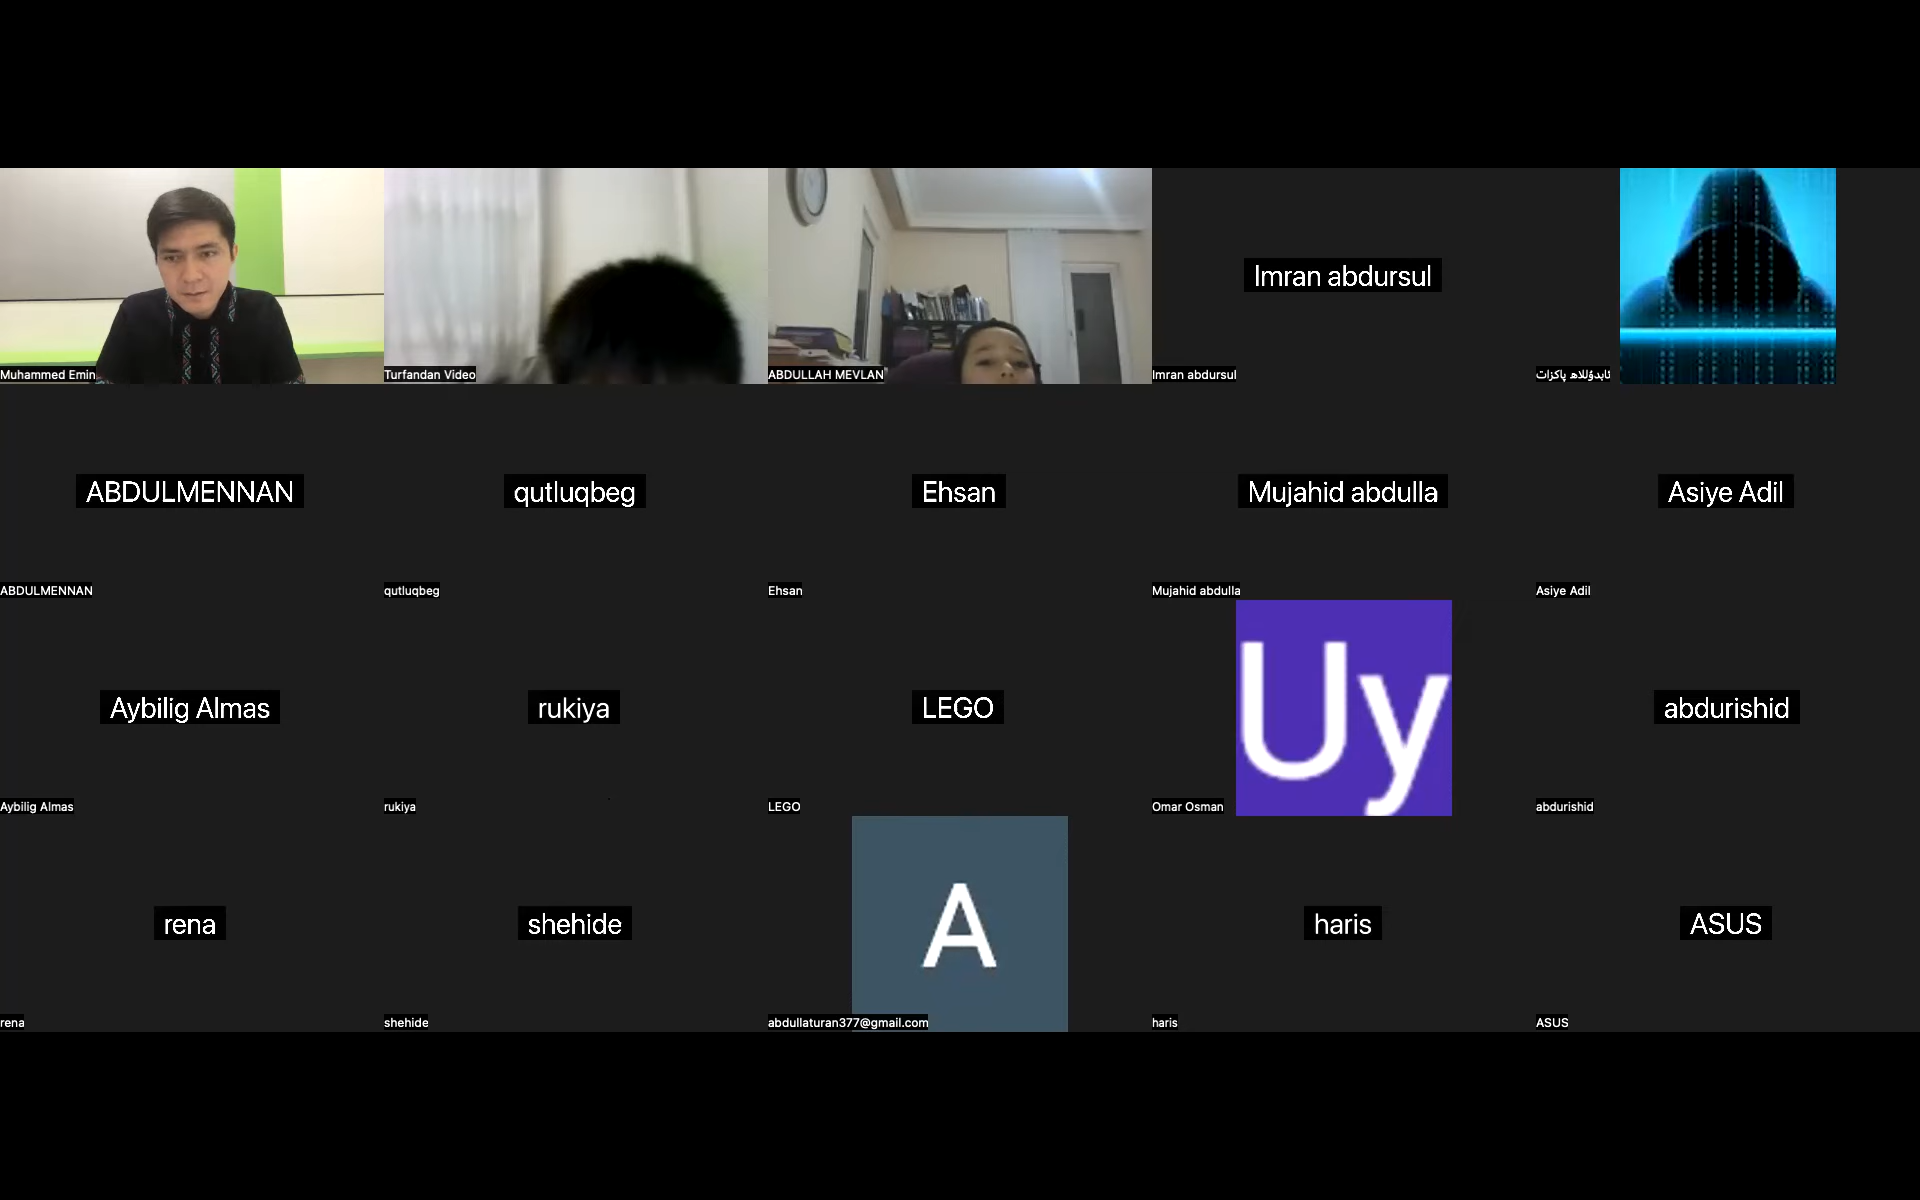 Muhammed Emin
Turfandan Video
ABDULLAH MEVLAN
Imran abdursul
Imran abdursul
ئابدۇللاھ پاكزات
ABDULMENNAN
qutluqbeg
Ehsan
Mujahid abdulla
Asiye Adil
ABDULMENNAN
qutluqbeg
Ehsan
Mujahid abdulla
Asiye Adil
Aybilig Almas
rukiya
LEGO
Uy
abdurishid
Aybilig Almas
rukiya
LEGO
Omar Osman
abdurishid
rena
shehide
A
haris
ASUS
rena
shehide
abdullaturan377@gmail.com
haris
ASUS